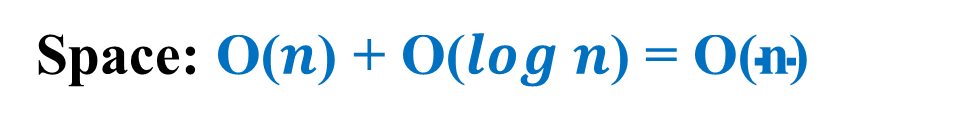 Space: O(n) + O(log n) = O(n)